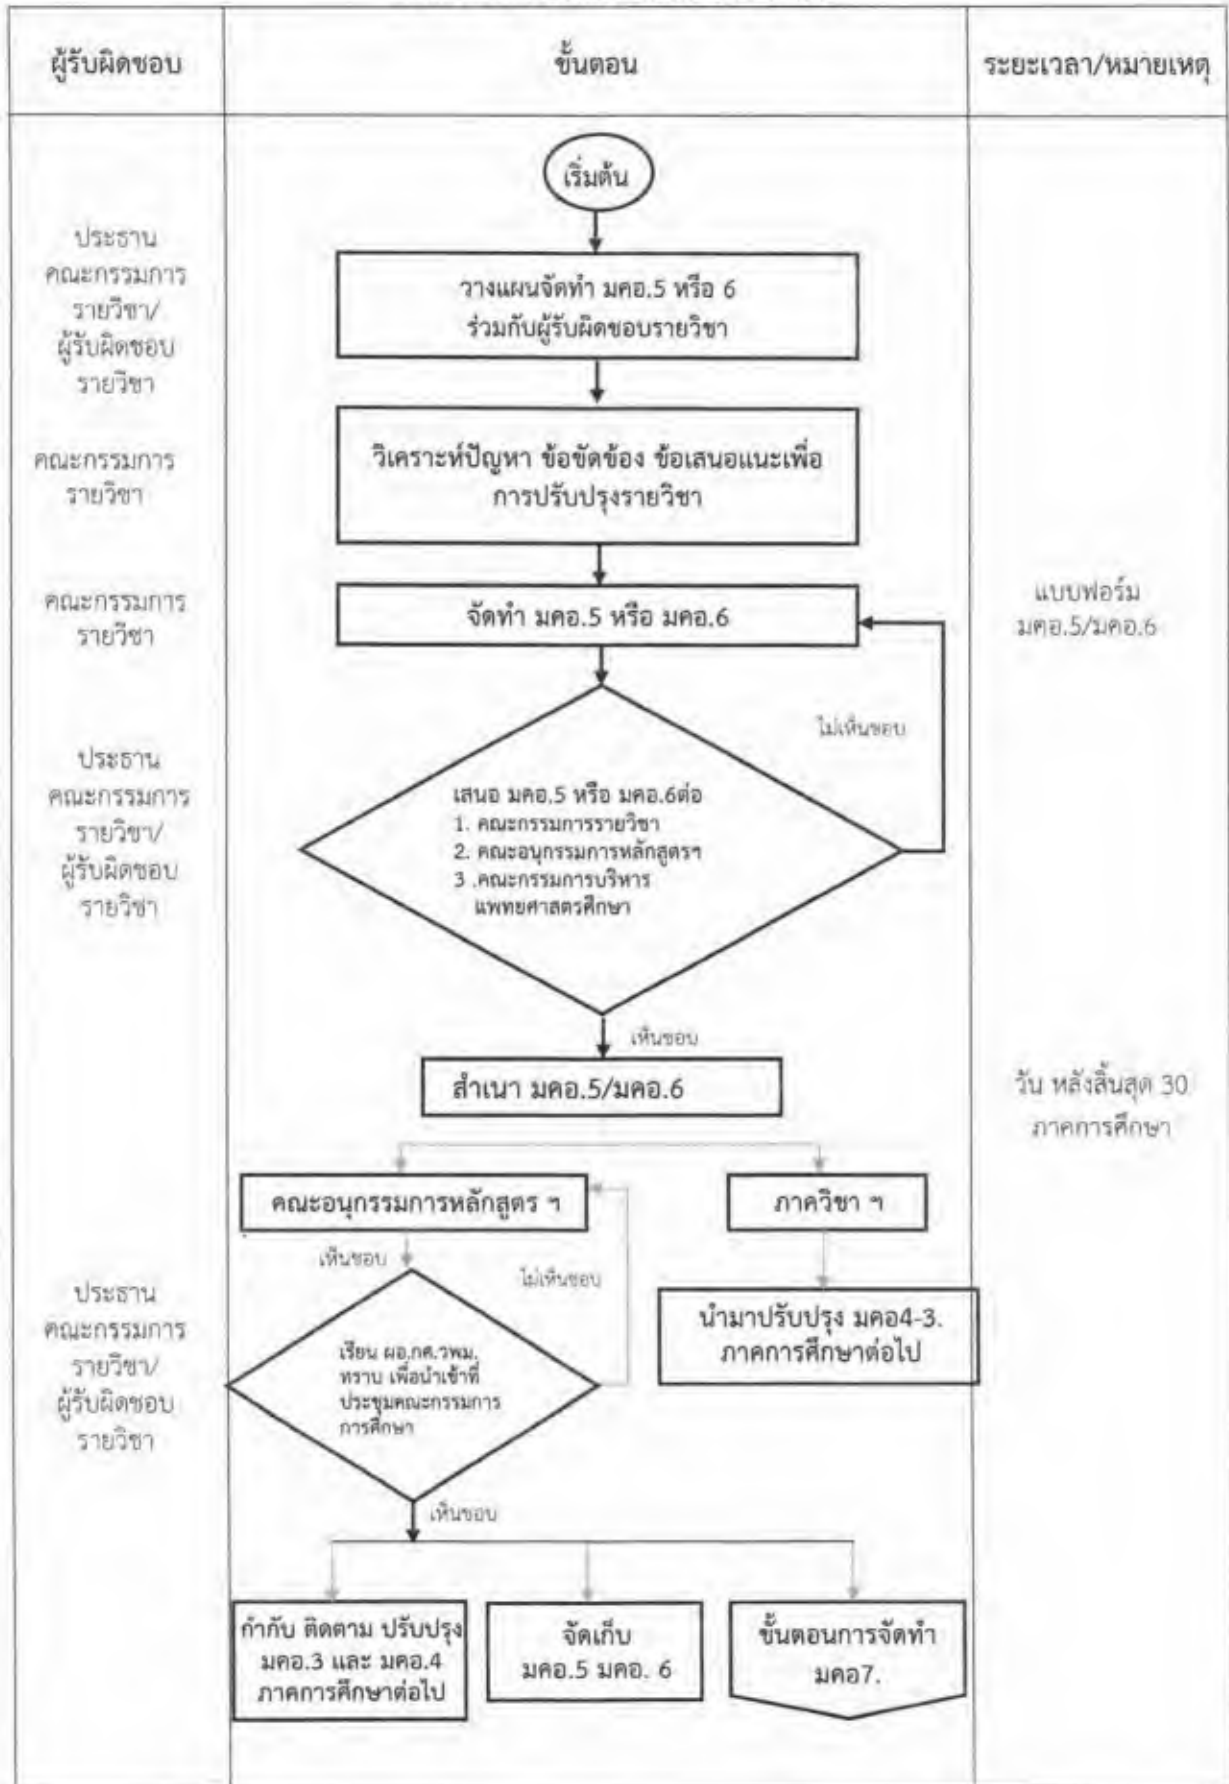 ผู้รับผิดชอบ
ขั้นตอน
ระยะเวลา/หมายเหตุ
เริ่มต้น
ประธาน
คณะกรรมการ
รายวิชา/
ผู้รับผิดชอบ
รายวิชา
วางแผนจัดทำ มคอ.5 หรือ 6
ร่วมกับผู้รับผิดชอบรายวิชา
คณะกรรมการ
รายวิชา
วิเคราะห์ปัญหา ข้อขัดข้อง ข้อเสนอแนะเพื่อ
การปรับปรุงรายวิชา
คณะกรรมการ
รายวิชา
จัดทำ มคอ.5 หรือ มคอ.6
แบบฟอร์ม
มคอ.5/มคอ.6
ไม่เห็นชอบ
ประธาน
คณะกรรมการ
รายวิชา/
ผู้รับผิดชอบ
รายวิชา
เสนอ มคอ.5 หรือ มคอ.6ต่อ
1. คณะกรรมการรายวิชา
2. คณะอนุกรรมการหลักสูตรฯ
3 .คณะกรรมการบริหาร
แพทยศาสตรศึกษา
เห็นชอบ
สำเนา มคอ.5/มคอ.6
วัน หลังสิ้นสุด 30
ภาคการศึกษา
คณะอนุกรรมการหลักสูตร ฯ
ภาควิชา ฯ
เห็นชอบ
ไม่เห็นชอบ
ประธาน
คณะกรรมการ
รายวิชา/
ผู้รับผิดชอบ
รายวิชา
เรียน ผอ.กศ.วพม.
ทราบ เพื่อนำเข้าที่
ประชุมคณะกรรมการ
การศึกษา
นำมาปรับปรุง มคอ4-3.
ภาคการศึกษาต่อไป
เห็นชอบ
กำกับ ติดตาม ปรับปรุง
มคอ.3 และ มคอ.4
ภาคการศึกษาต่อไป
จัดเก็บ
มคอ.5 มคอ. 6
ขั้นตอนการจัดทำ
มคอ7.